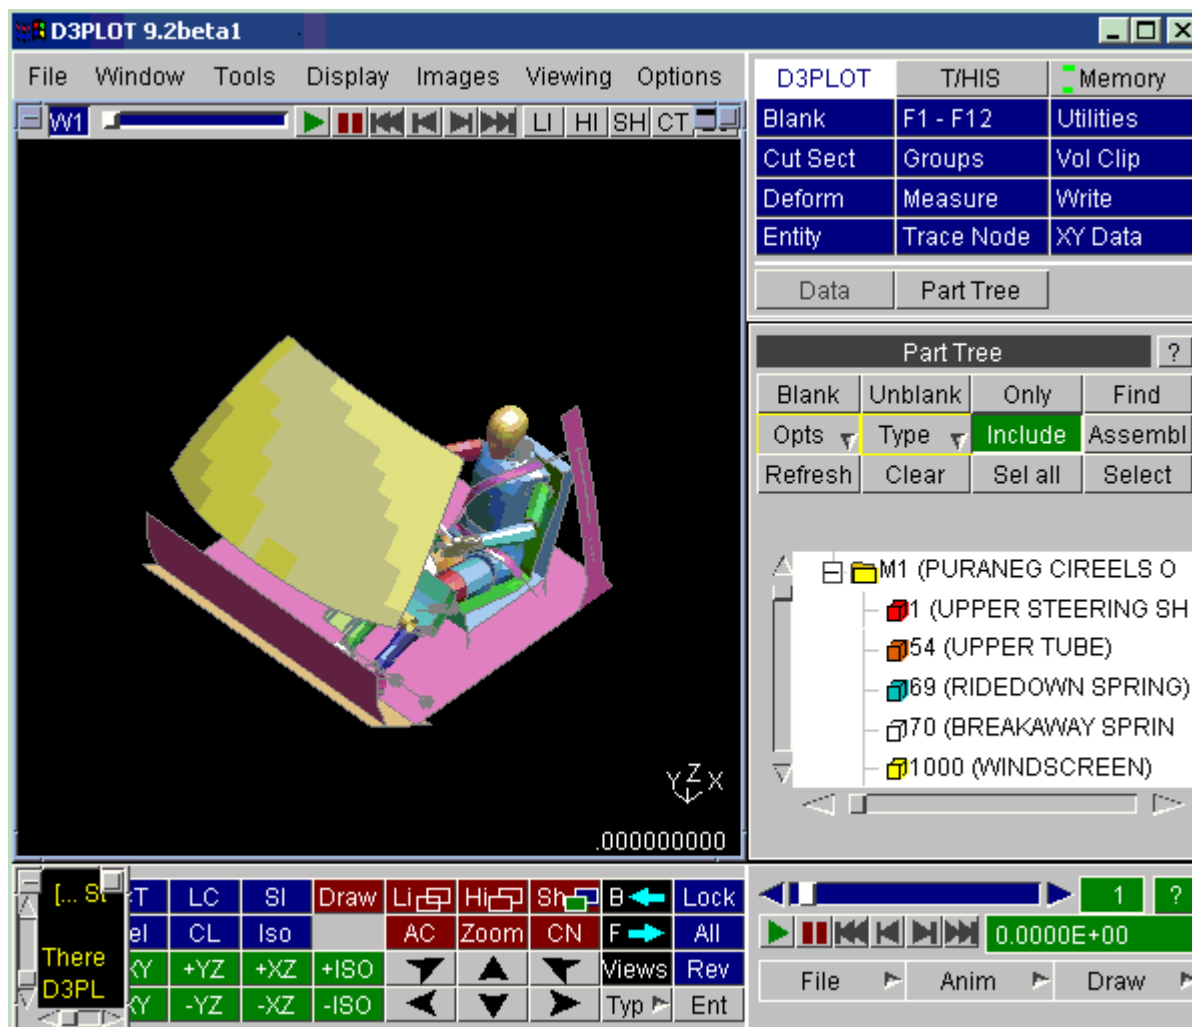 D3PLOT 9.2beta1
File Window Tools Display Images Viewing Options
W1 LI HI SH CT
D3PLOT T/HIS Memory
Blank F1 - F12 Utilities
Cut Sect Groups Vol Clip
Deform Measure Write
Entity Trace Node XY Data
Data Part Tree
Part Tree ?
Blank Unblank Only Find
Opts Type Include Assembl
Refresh Clear Sel all Select
M1 (PURANEG CIREELS O
1 (UPPER STEERING SH
54 (UPPER TUBE)
69 (RIDEDOWN SPRING)
70 (BREAKAWAY SPRIN
1000 (WINDSCREEN)
Y Z X
.000000000
LC SI Draw Li Hi Sh B Lock
CL Iso AC Zoom CN F All
There
D3PL
XY +YZ +XZ +ISO Views Rev
XY -YZ -XZ -ISO Typ Ent
1 ?
0.0000E+00
File Anim Draw